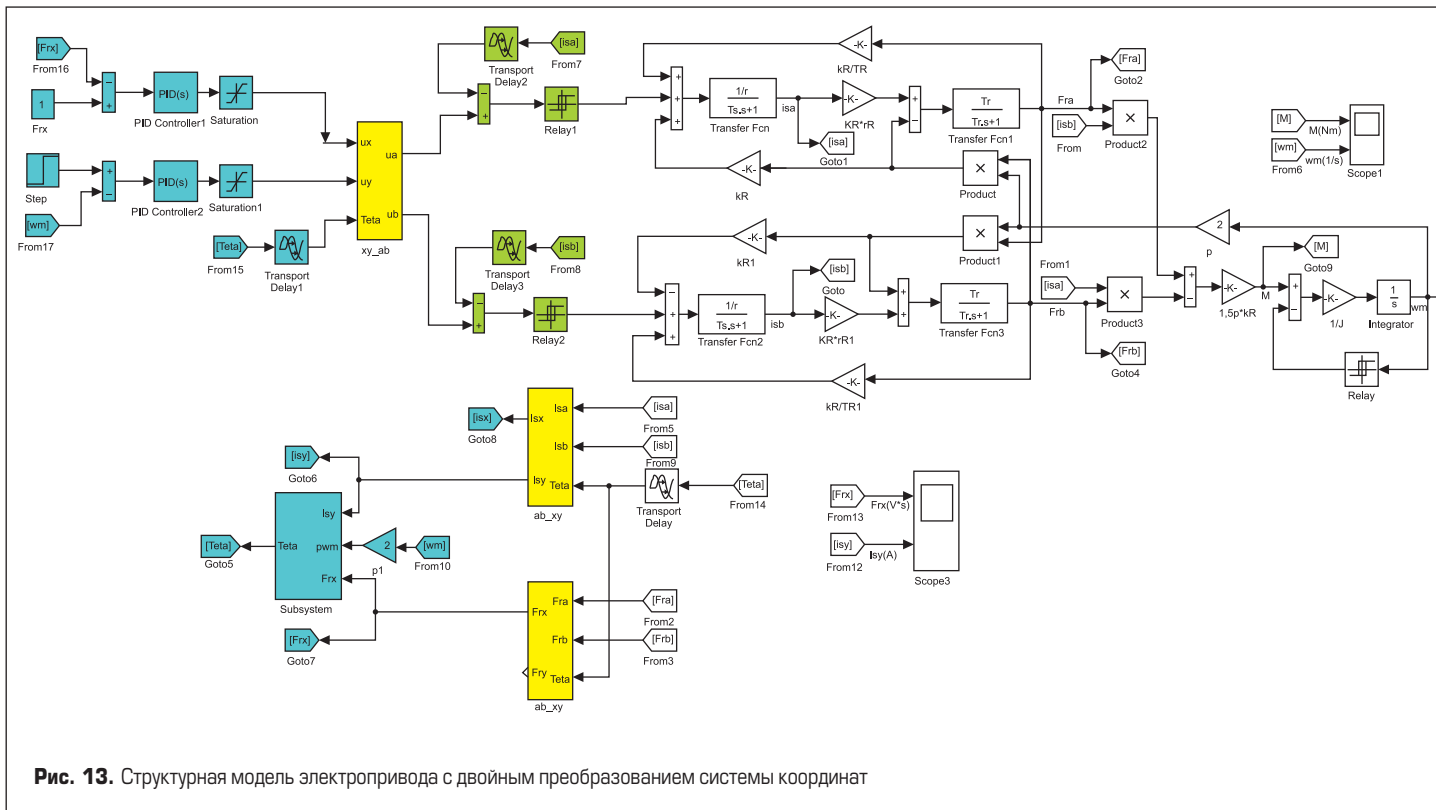 [Frx]
From16
1
Frx
PID(s)
PID Controller1
Saturation
Step
[wm]
From17
PID(s)
PID Controller2
Saturation1
[Teta]
From15
Transport
Delay1
ux
uy
Teta
ua
ub
xy_ab
Transport
Delay2
[isa]
From7
Relay1
Transport
Delay3
[isb]
From8
Relay2
-K-
kR/TR
1/r
Ts.s+1
Transfer Fcn
isa
[isa]
Goto1
-K-
KR*rR
Tr
Tr.s+1
Transfer Fcn1
-K-
kR
Product
Product1
-K-
kR1
1/r
Ts.s+1
Transfer Fcn2
isb
[isb]
Goto
-K-
KR*rR1
Tr
Tr.s+1
Transfer Fcn3
-K-
kR/TR1
[Fra]
Goto2
Fra
[isb]
From
Product2
[M]
M(Nm)
[wm]
From6
wm(1/s)
Scope1
2
p
From1
[isa]
Frb
Product3
[Frb]
Goto4
-K-
1,5p*kR
M
[M]
Goto9
-K-
1/J
1
s
Integrator
wm
Relay
[isx]
Goto8
Isx
Isy
Isa
Isb
Teta
ab_xy
[isa]
From5
[isb]
From9
Transport
Delay
[Teta]
From14
[isy]
Goto6
Isy
pwm
Frx
Teta
Subsystem
[Teta]
Goto5
2
p1
[wm]
From10
[Frx]
Goto7
Frx
Fry
Fra
Frb
Teta
ab_xy
[Fra]
From2
[Frb]
From3
[Frx]
From13
Frx(V*s)
[isy]
From12
Isy(A)
Scope3
Рис. 13. Структурная модель электропривода с двойным преобразованием системы координат